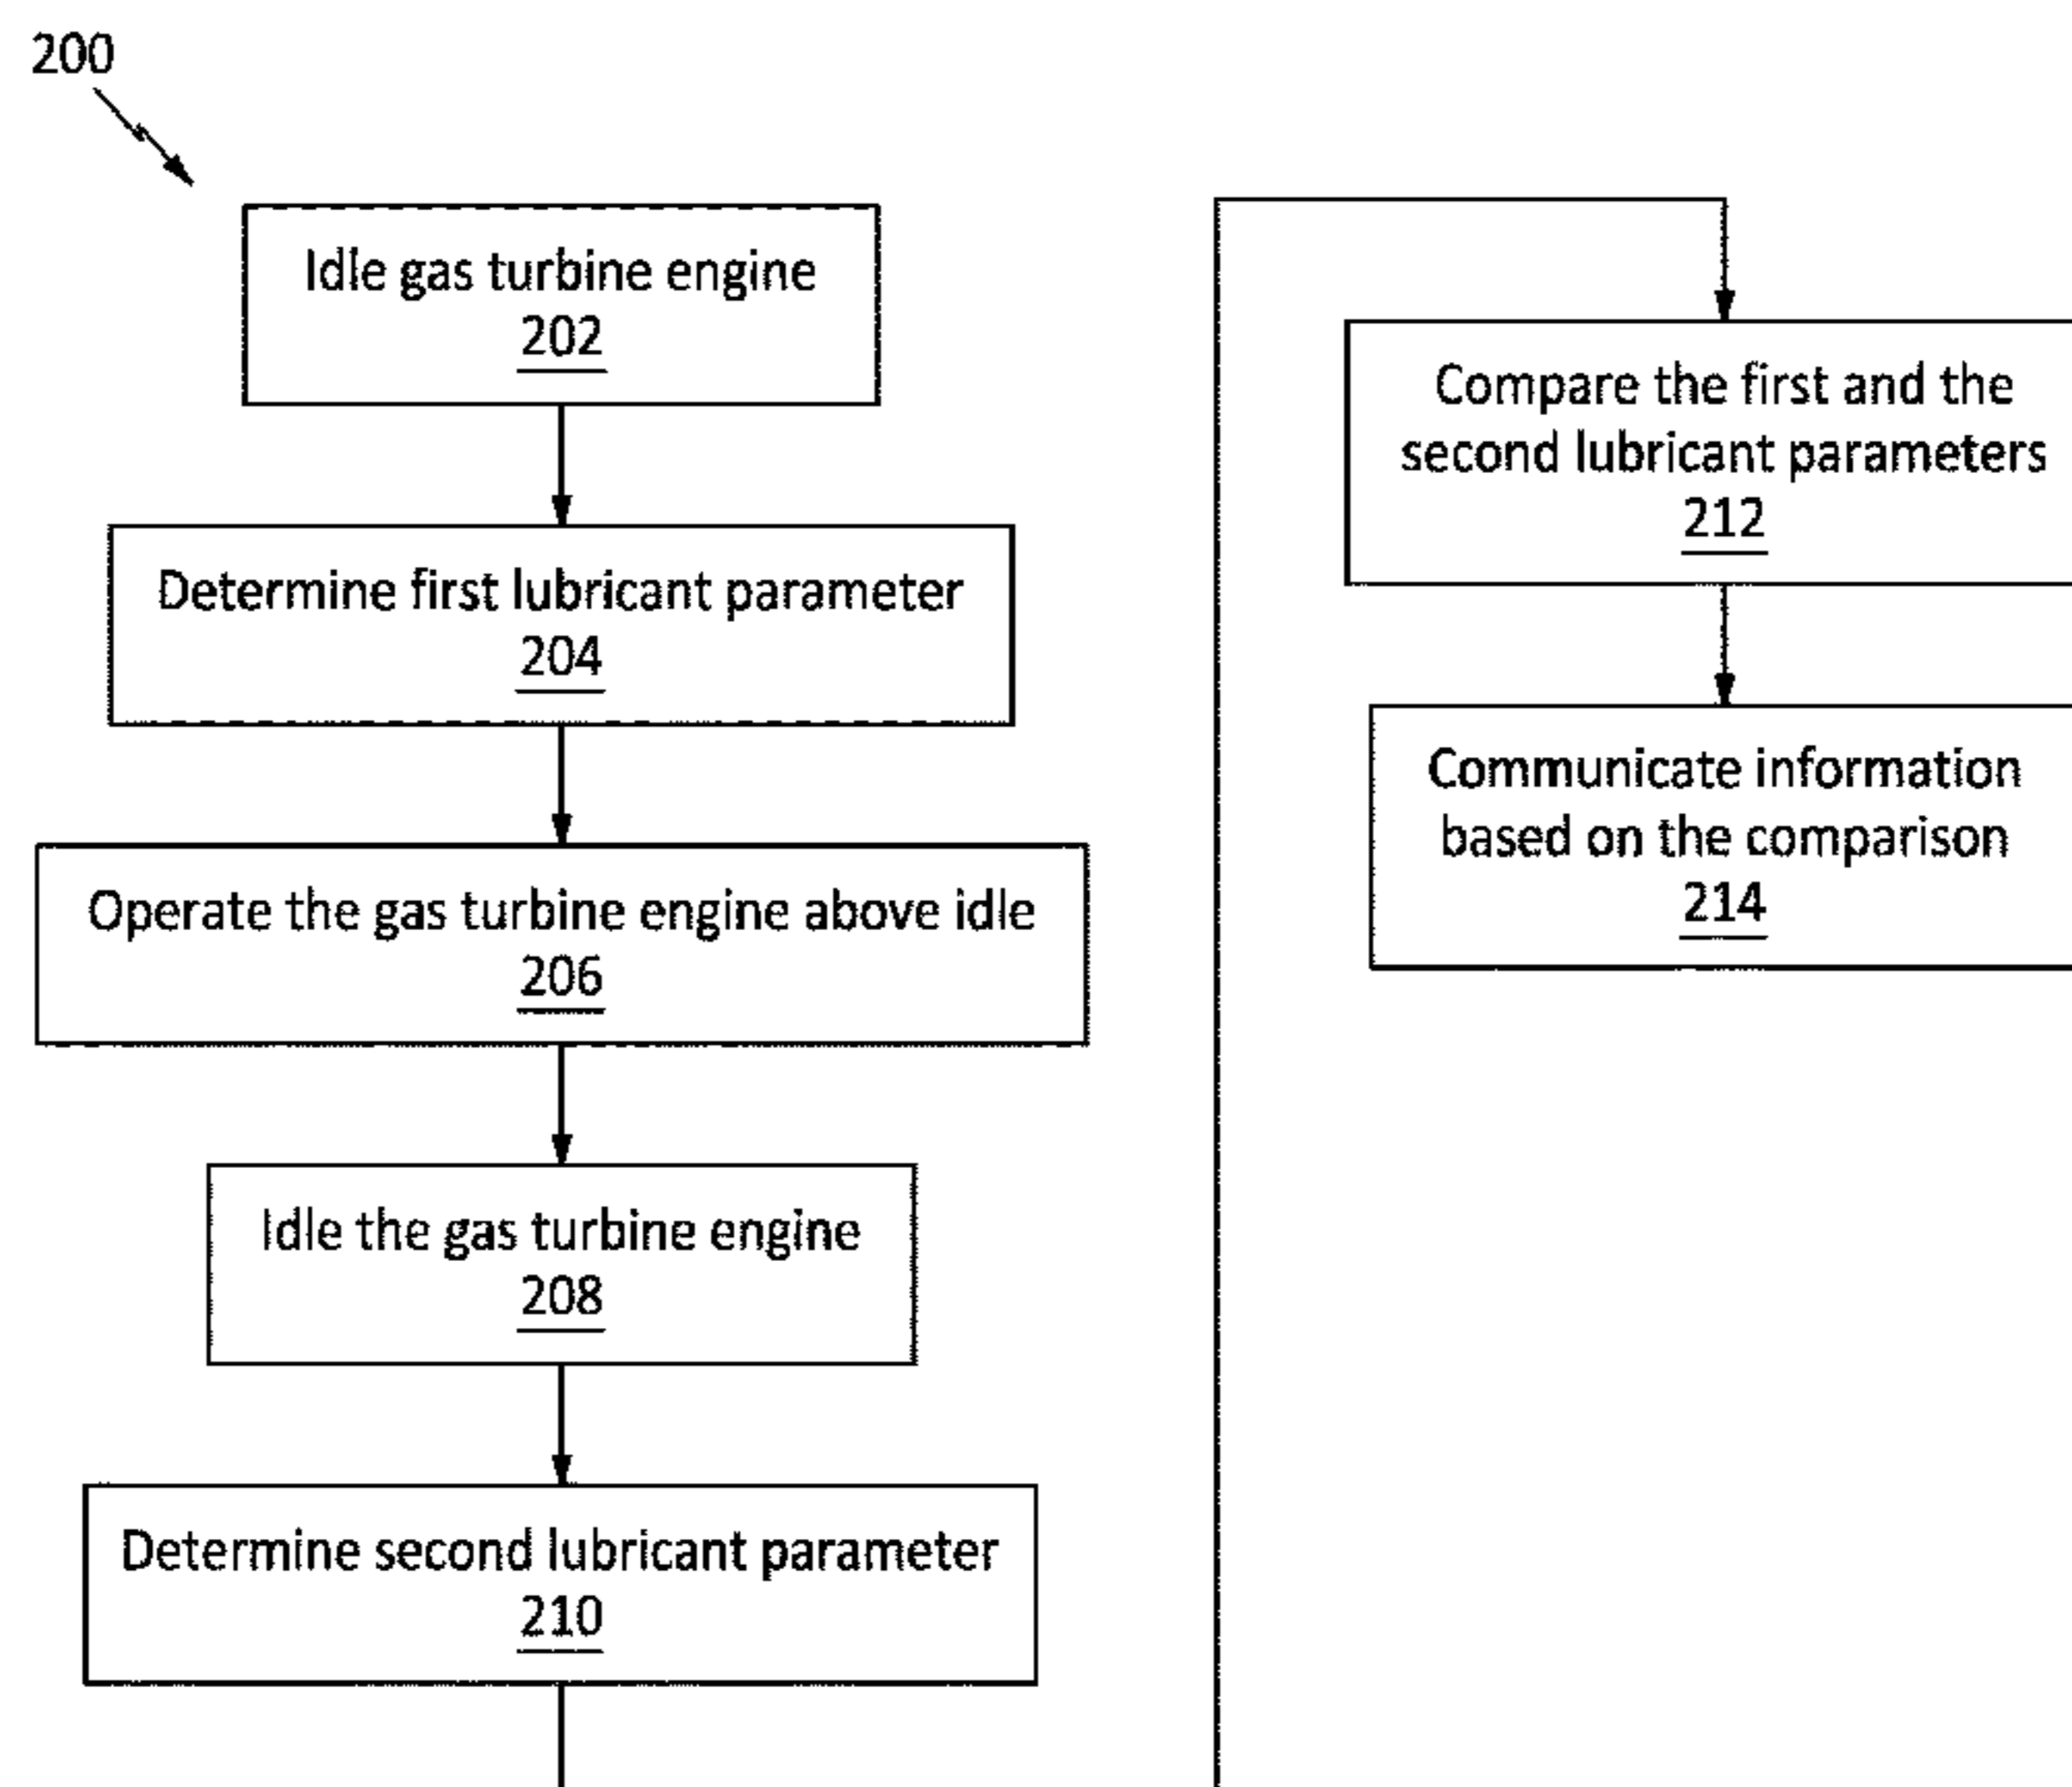 200
Idle gas turbine engine
202
Determine first lubricant parameter
204
Operate the gas turbine engine above idle
206
Idle the gas turbine engine
208
Determine second lubricant parameter
210
Compare the first and the
second lubricant parameters
212
Communicate information
based on the comparison
214